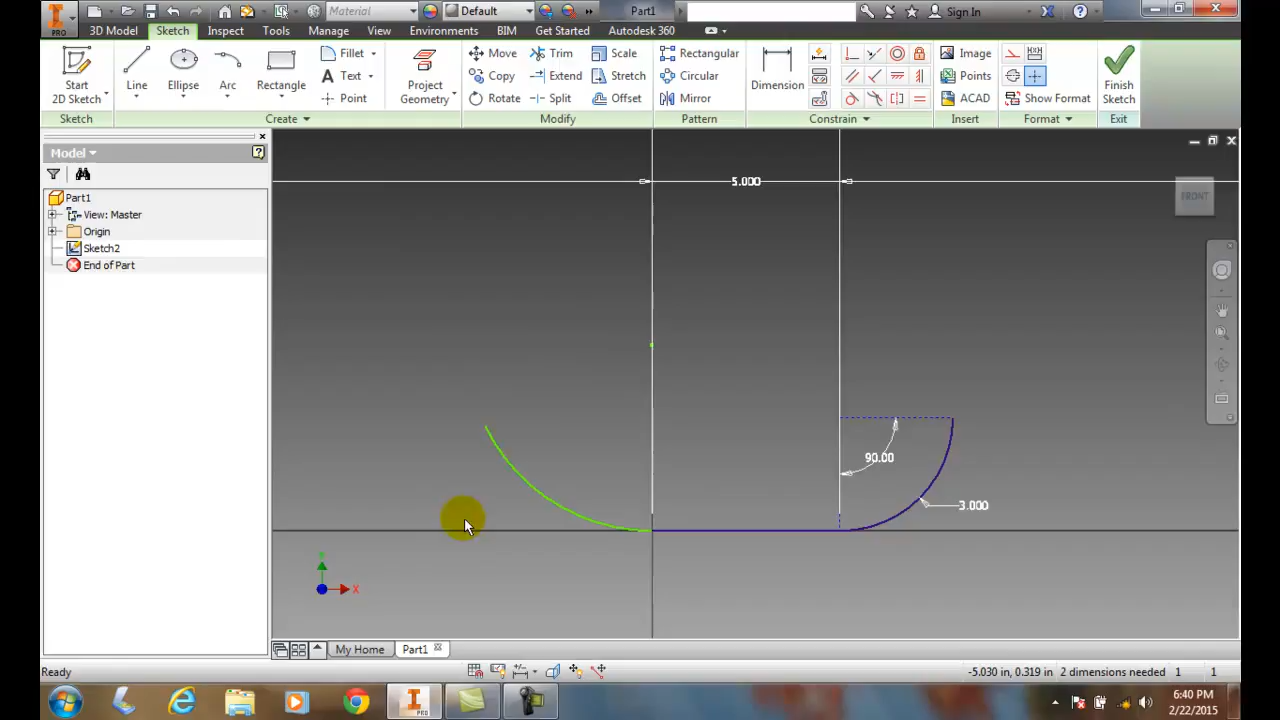 Material
Default
Part1
Sign In
PRO
3D Model
Sketch
Inspect
Tools
Manage
View
Environments
BIM
Get Started
Autodesk 360
Start
2D Sketch
Line
Ellipse
Arc
Rectangle
Fillet
Text
Point
Project
Geometry
Move
Copy
Rotate
Trim
Extend
Split
Scale
Stretch
Offset
Rectangular
Circular
Mirror
Dimension
Image
Points
ACAD
Show Format
Finish
Sketch
Sketch
Create
Modify
Pattern
Constrain
Insert
Format
Exit
Model
Part1
View: Master
Origin
Sketch2
End of Part
5.000
FRONT
90.00
3.000
X
My Home
Part1
Ready
-5.030 in, 0.319 in
2 dimensions needed
1
1
PRO
6:40 PM
2/22/2015